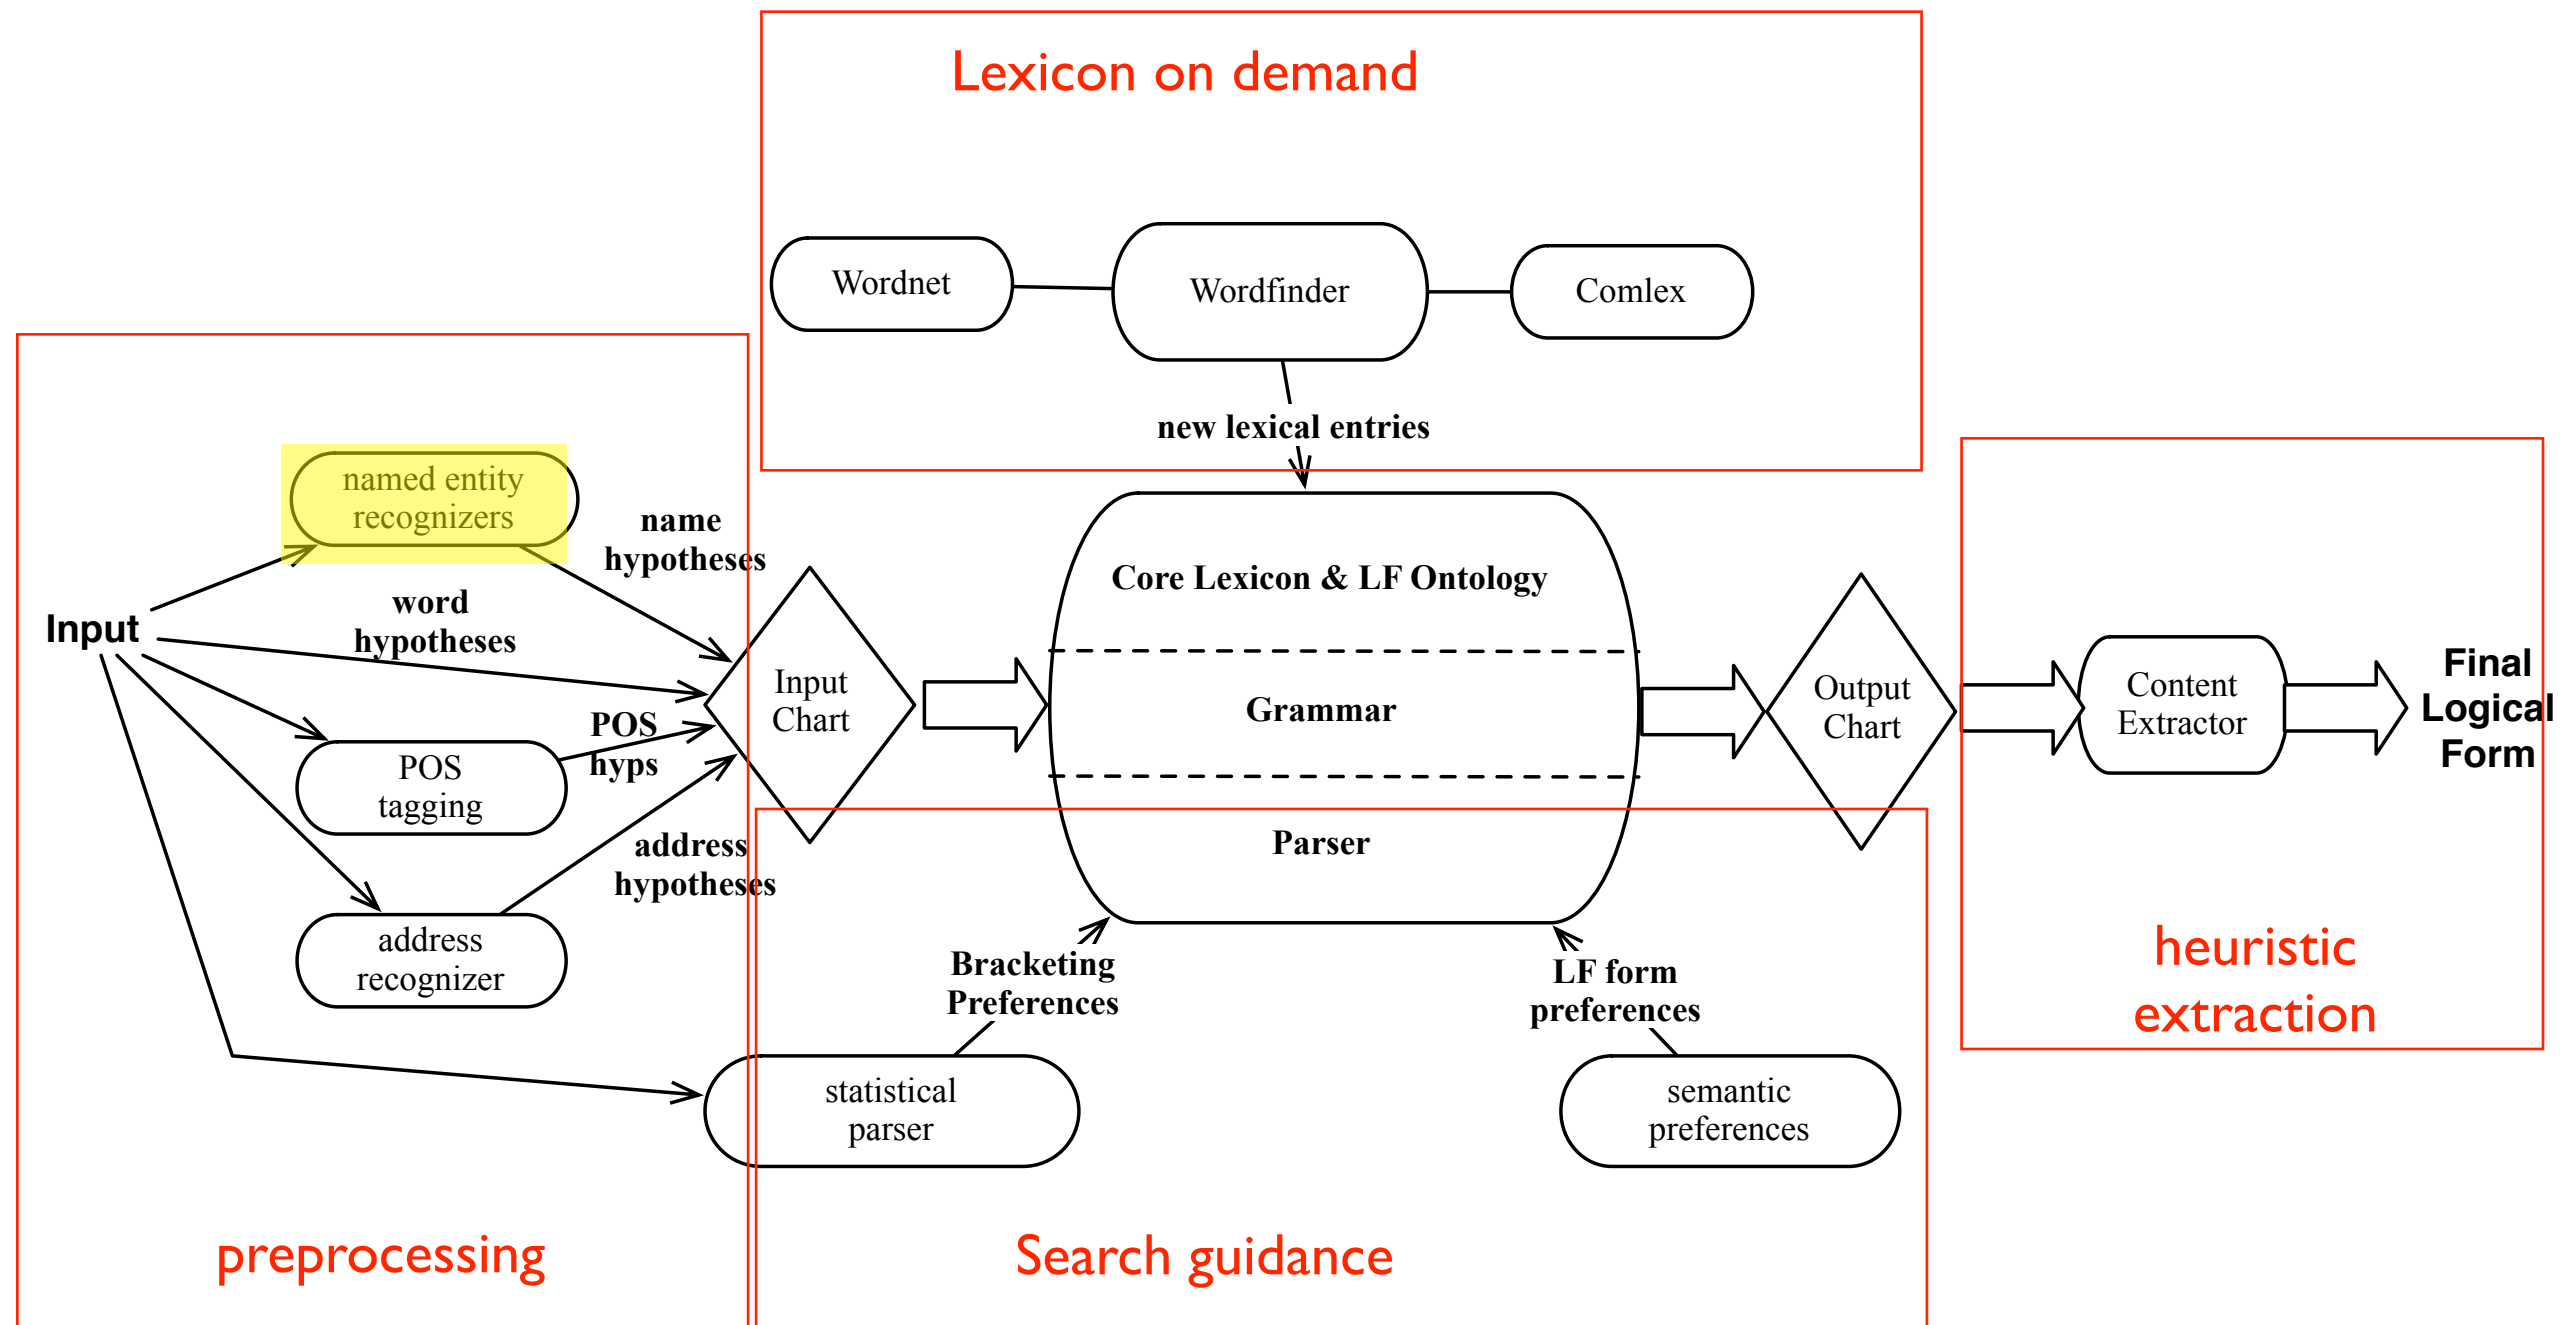 Lexicon on demand
Wordnet
Wordfinder
Comlex
new lexical entries
named entity
recognizers
name
hypotheses
word
hypotheses
Input
POS
hyps
POS
tagging
address
hypotheses
address
recognizer
Input
Chart
Core Lexicon & LF Ontology
Grammar
Parser
Output
Chart
Content
Extractor
Final
Logical
Form
Bracketing
Preferences
LF form
preferences
statistical
parser
semantic
preferences
heuristic
extraction
preprocessing
Search guidance